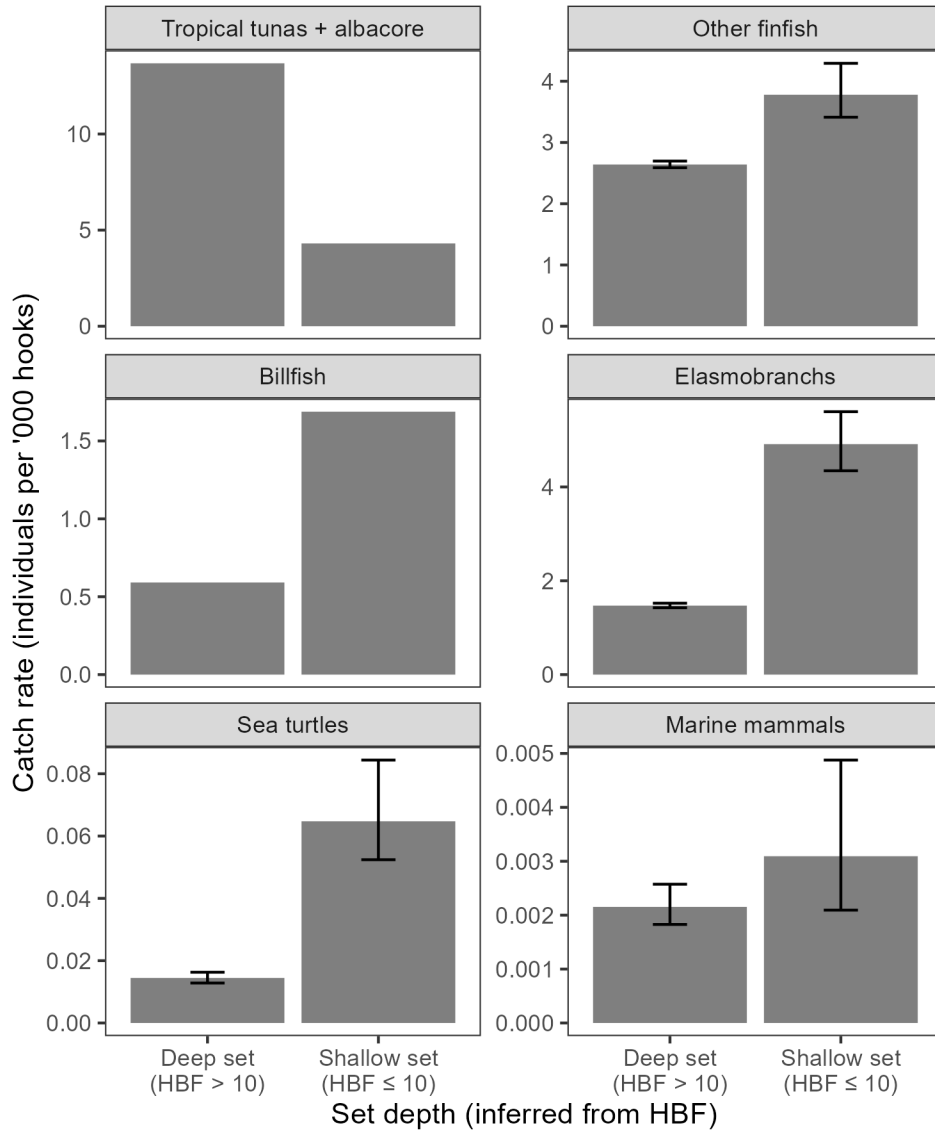 Tropical tunas + albacore
10
5
0
Other finfish
4
3
2
1
0
Billfish
1.5
1.0
0.5
0.0
Elasmobranchs
4
2
0
Sea turtles
0.08
0.06
0.04
0.02
0.00
Marine mammals
0.005
0.004
0.003
0.002
0.001
0.000
Catch rate (individuals per '000 hooks)
Deep set
(HBF > 10)
Shallow set
(HBF ≤ 10)
Deep set
(HBF > 10)
Shallow set
(HBF ≤ 10)
Set depth (inferred from HBF)